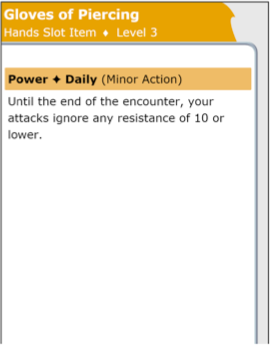 Gloves of Piercing
Hands Slot Item ♦ Level 3
Power ✦ Daily (Minor Action)
Until the end of the encounter, your
attacks ignore any resistance of 10 or
lower.